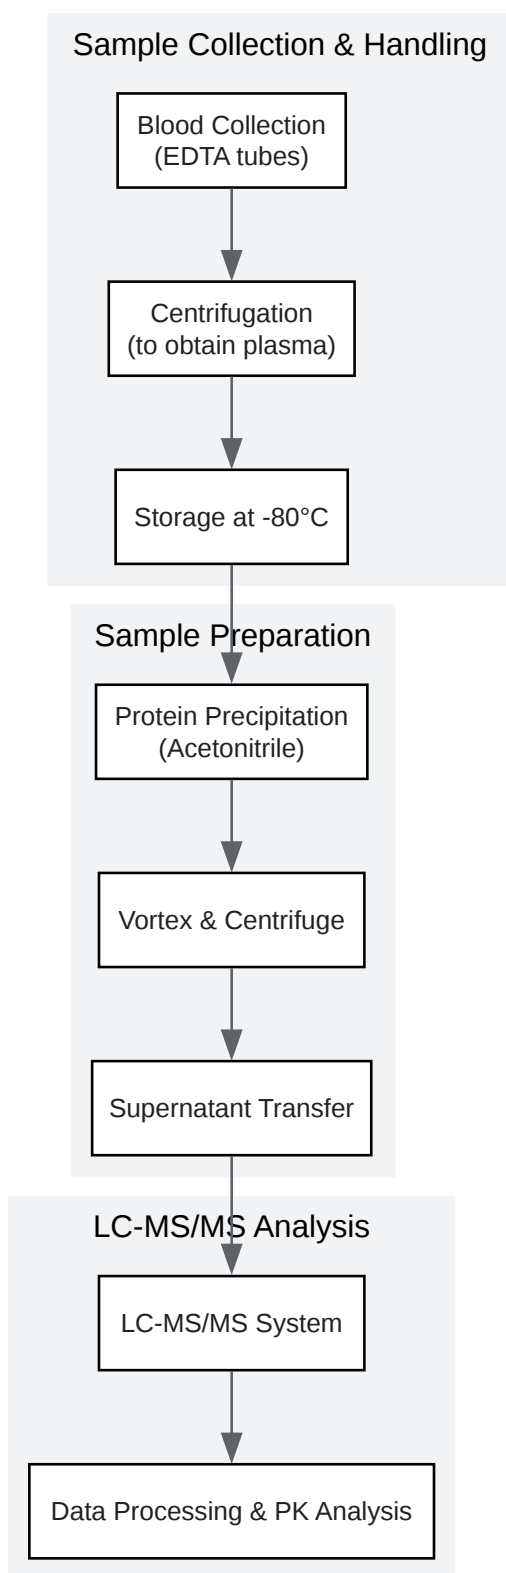 Sample Collection & Handling
Blood Collection
(EDTA tubes)
Centrifugation
(to obtain plasma)
Storage at -80°C
Sample Preparation
Protein Precipitation
(Acetonitrile)
Vortex & Centrifuge
Supernatant Transfer
LC-MS/MS Analysis
LC-MS/MS System
Data Processing & PK Analysis